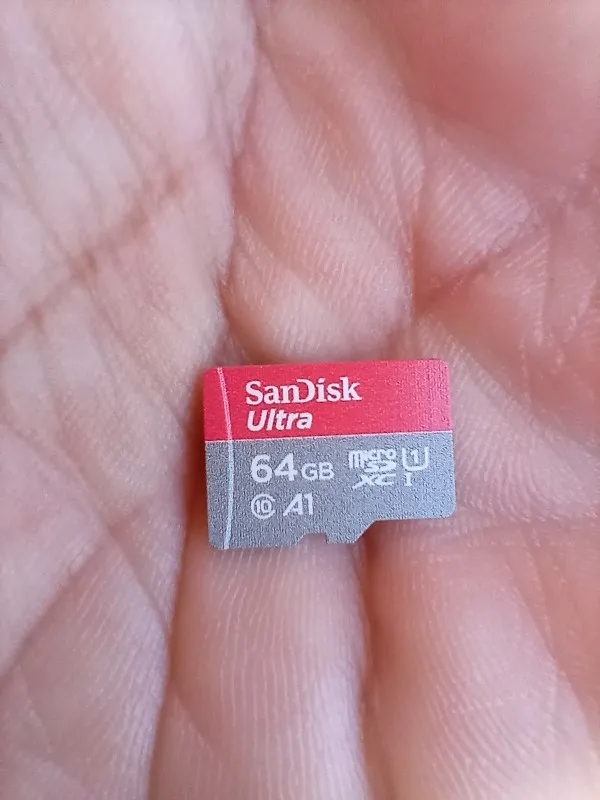 SanDisk
Ultra
64GB micro SD XC I U1
C10 A1